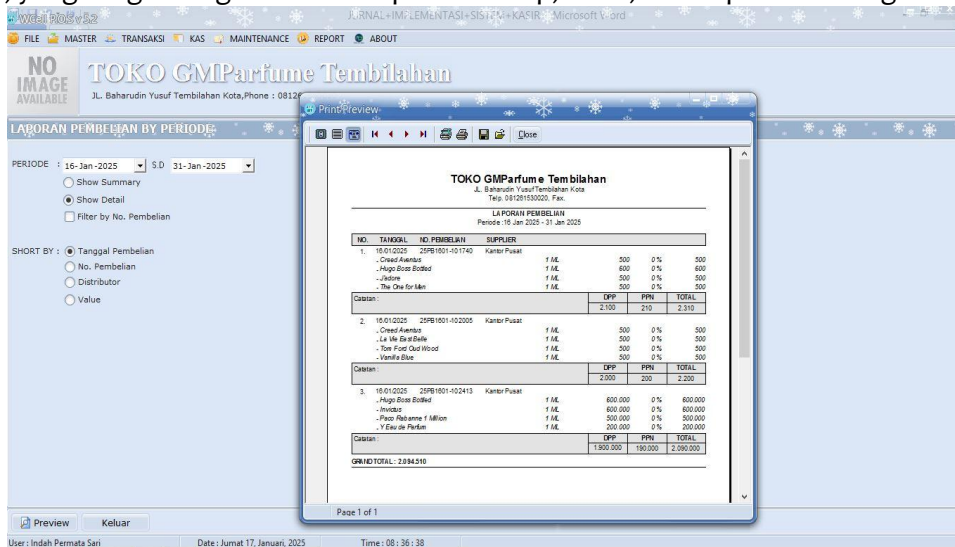 JURNAL+IMPLEMENTASI+SISTEM+KASIR - Microsoft Word
FILE MASTER TRANSAKSI KAS MAINTENANCE REPORT ABOUT
NO IMAGE AVAILABLE
TOKO GMParfume Tembilahan
JL. Baharudin Yusuf Tembilahan Kota,Phone : 0812
LAPORAN PEMBELIAN BY PERIODE
PERIODE : 16-Jan-2025 S.D 31-Jan-2025
Show Summary
Show Detail
Filter by No. Pembelian
SHORT BY : Tanggal Pembelian
No. Pembelian
Distributor
Value
Print Preview
Close
TOKO GMParfume Tembilahan
JL. Baharudin Yusuf Tembilahan Kota
Telp. 081261530020, Fax.
LAPORAN PEMBELIAN
Periode :16 Jan 2025 - 31 Jan 2025
NO. TANGGAL NO. PEMBELIAN SUPPLIER
1. 16/01/2025 25PB1601-101740 Kantor Pusat
- Creed Aventus 1 ML 500 0 % 500
- Hugo Boss Bottled 1 ML 600 0 % 600
- J'adore 1 ML 500 0 % 500
- The One for Men 1 ML 500 0 % 500
Catatan : DPP PPN TOTAL
2.100 210 2.310
2. 16/01/2025 25PB1601-102005 Kantor Pusat
- Creed Aventus 1 ML 500 0 % 500
- La Vie Est Belle 1 ML 500 0 % 500
- Tom Ford Oud Wood 1 ML 500 0 % 500
- Vanilla Blue 1 ML 500 0 % 500
Catatan : DPP PPN TOTAL
2.000 200 2.200
3. 16/01/2025 25PB1601-102413 Kantor Pusat
- Hugo Boss Bottled 1 ML 600.000 0 % 600.000
- Invictus 1 ML 600.000 0 % 600.000
- Paco Rabanne 1 Million 1 ML 500.000 0 % 500.000
- Y Eau de Parfum 1 ML 200.000 0 % 200.000
Catatan : DPP PPN TOTAL
1.900.000 190.000 2.090.000
GRAND TOTAL : 2.094.510
Page 1 of 1
Preview Keluar
User : Indah Permata Sari Date : Jumat 17, Januari, 2025 Time : 08 : 36 : 38